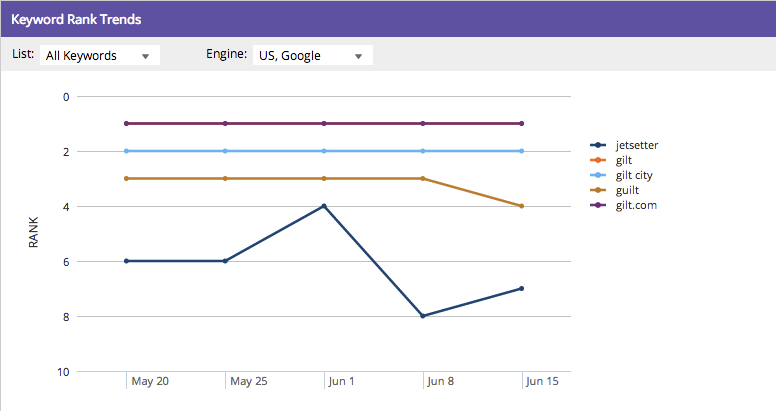 Keyword Rank Trends
List: All Keywords Engine: US, Google
0
2
4
6
8
10
RANK
May 20 May 25 Jun 1 Jun 8 Jun 15
jetsetter
gilt
gilt city
guilt
gilt.com